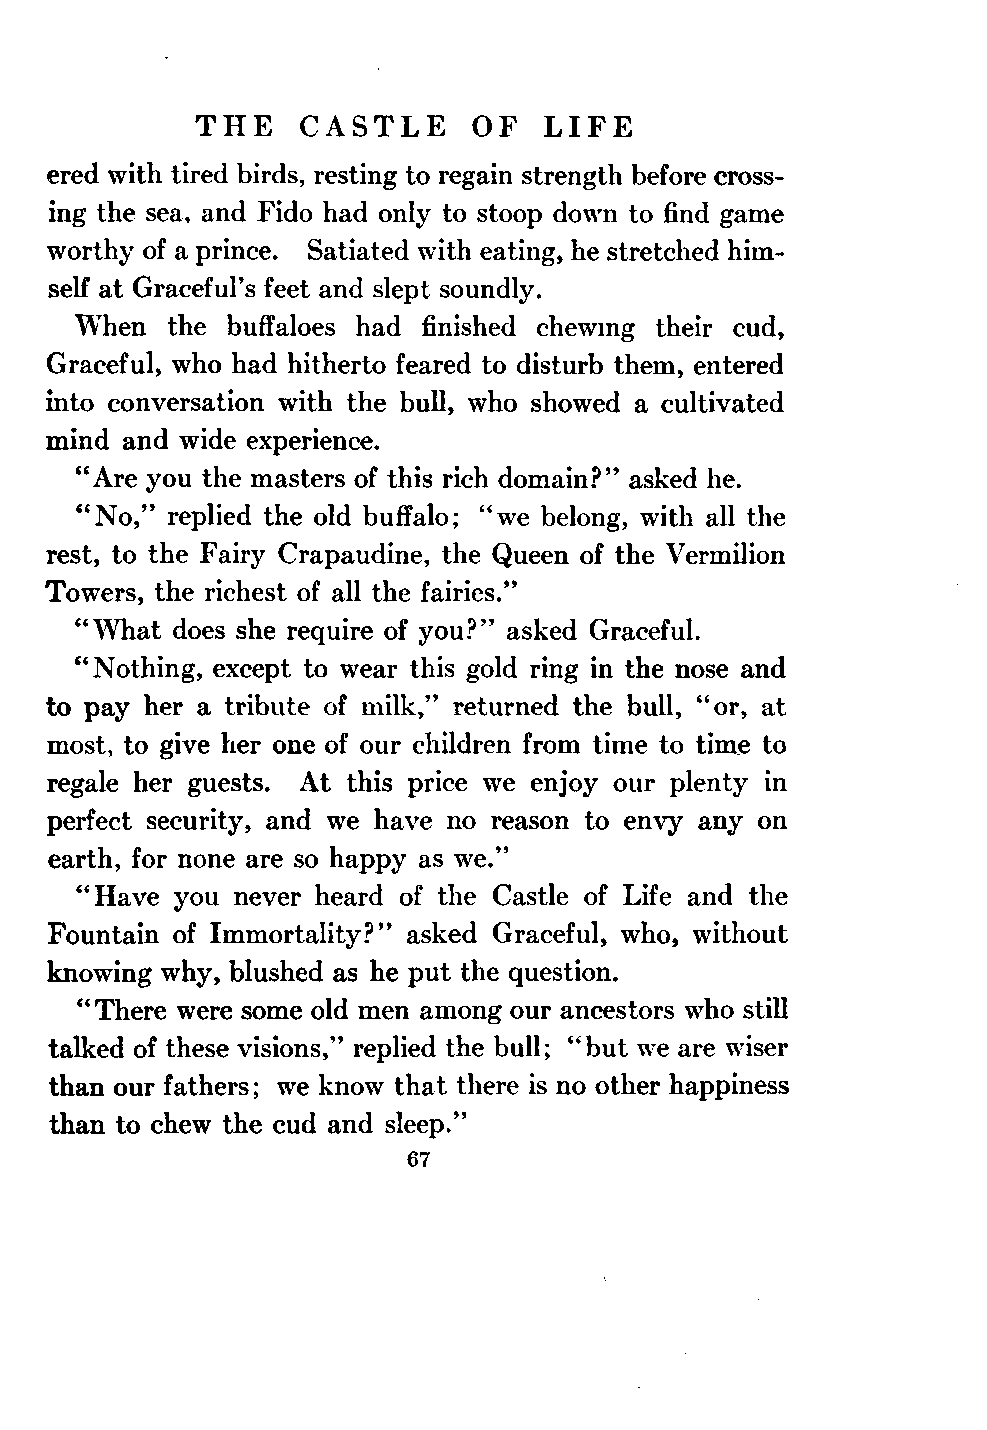 THE CASTLE OF LIFE
ered with tired birds, resting to regain strength before cross-
ing the sea, and Fido had only to stoop down to find game
worthy of a prince. Satiated with eating, he stretched him-
self at Graceful's feet and slept soundly.
When the buffaloes had finished chewing their cud,
Graceful, who had hitherto feared to disturb them, entered
into conversation with the bull, who showed a cultivated
mind and wide experience.
"Are you the masters of this rich domain?" asked he.
"No," replied the old buffalo; "we belong, with all the
rest, to the Fairy Crapaudine, the Queen of the Vermilion
Towers, the richest of all the fairies."
"What does she require of you?" asked Graceful.
"Nothing, except to wear this gold ring in the nose and
to pay her a tribute of milk," returned the bull, "or, at
most, to give her one of our children from time to time to
regale her guests. At this price we enjoy our plenty in
perfect security, and we have no reason to envy any on
earth, for none are so happy as we."
"Have you never heard of the Castle of Life and the
Fountain of Immortality?" asked Graceful, who, without
knowing why, blushed as he put the question.
"There were some old men among our ancestors who still
talked of these visions," replied the bull; "but we are wiser
than our fathers; we know that there is no other happiness
than to chew the cud and sleep."
67